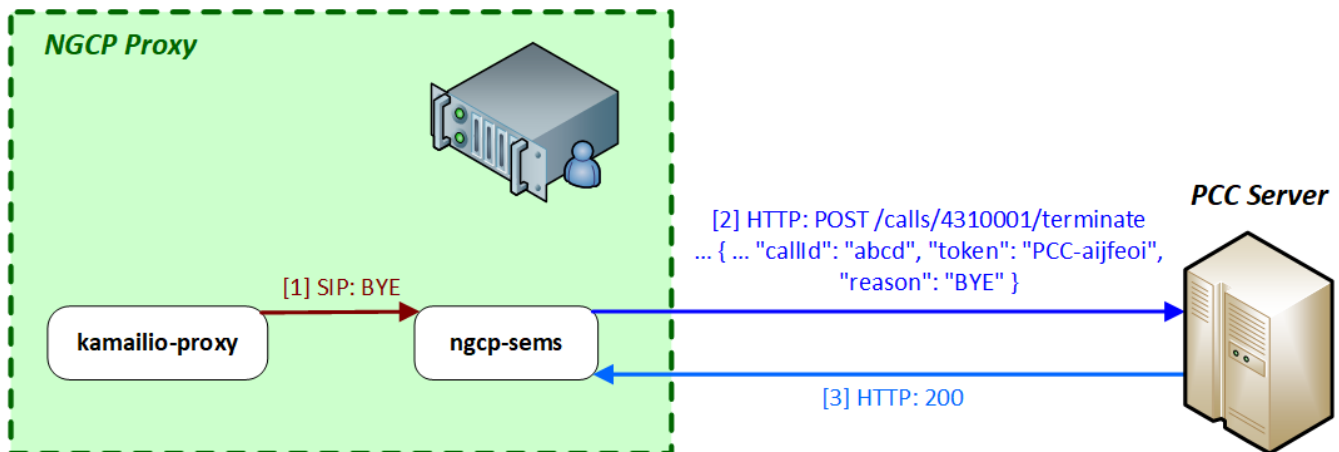 NGCP Proxy
PCC Server
[2] HTTP: POST /calls/4310001/terminate
... { ... "callId": "abcd", "token": "PCC-aijfeoi",
"reason": "BYE" }
[1] SIP: BYE
kamailio-proxy
ngcp-sems
[3] HTTP: 200